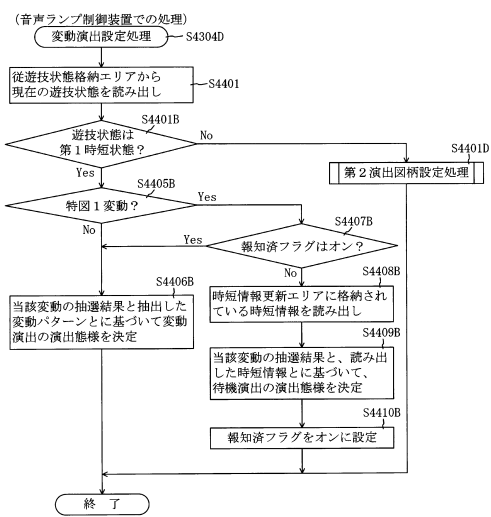 (音声ランプ制御装置での処理)
変動演出設定処理
S4304D
従遊技状態格納エリアから
現在の遊技状態を読み出し
S4401
S4401B
遊技状態は
第1時短状態?
No
Yes
S4401D
第2演出図柄設定処理
S4405B
特図1変動?
Yes
No
S4407B
報知済フラグはオン?
Yes
No
S4406B
当該変動の抽選結果と抽出した
変動パターンとに基づいて変動
演出の演出態様を決定
S4408B
時短情報更新エリアに格納され
ている時短情報を読み出し
S4409B
当該変動の抽選結果と、読み出
した時短情報とに基づいて、
待機演出の演出態様を決定
S4410B
報知済フラグをオンに設定
終 了